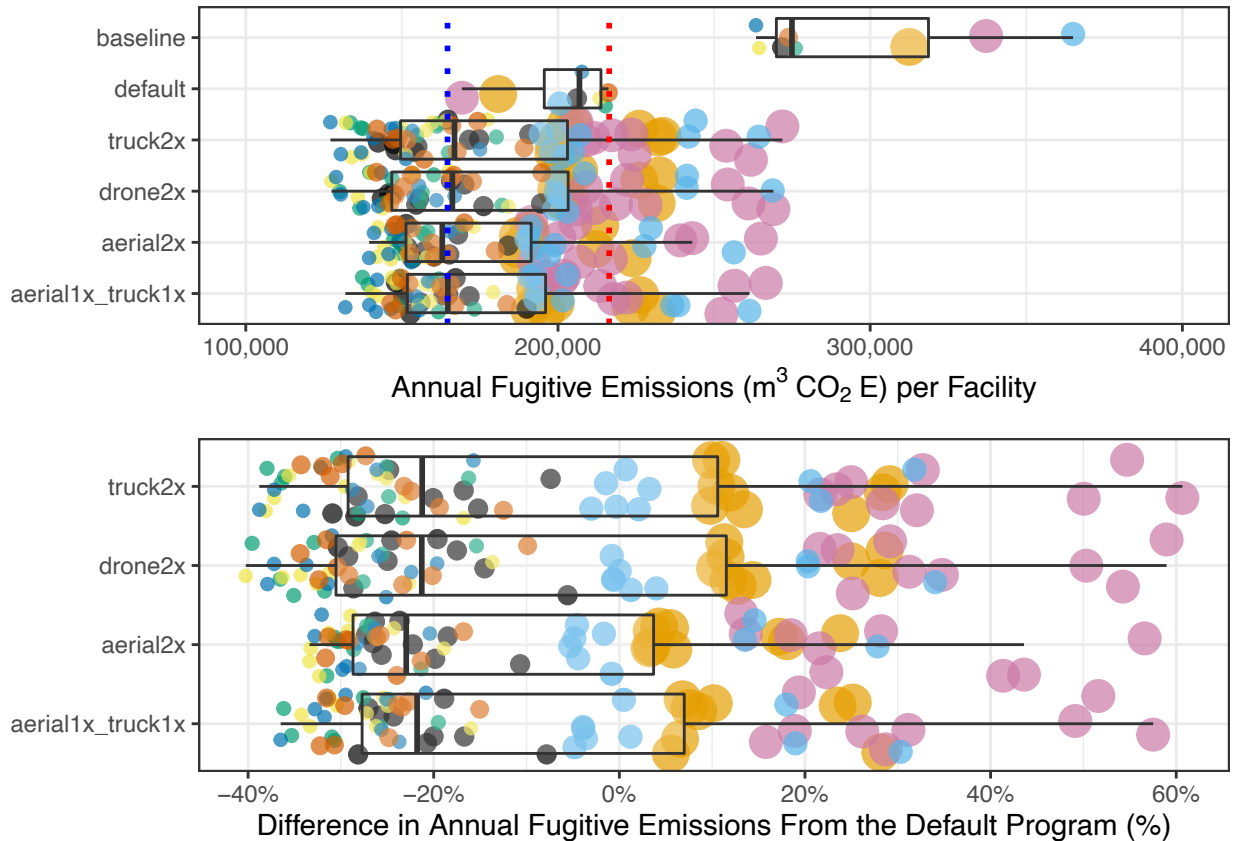 baseline
default
truck2x
drone2x
aerial2x
aerial1x_truck1x
100,000 200,000 300,000 400,000
Annual Fugitive Emissions (m³ CO₂ E) per Facility
truck2x
drone2x
aerial2x
aerial1x_truck1x
−40% −20% 0% 20% 40% 60%
Difference in Annual Fugitive Emissions From the Default Program (%)